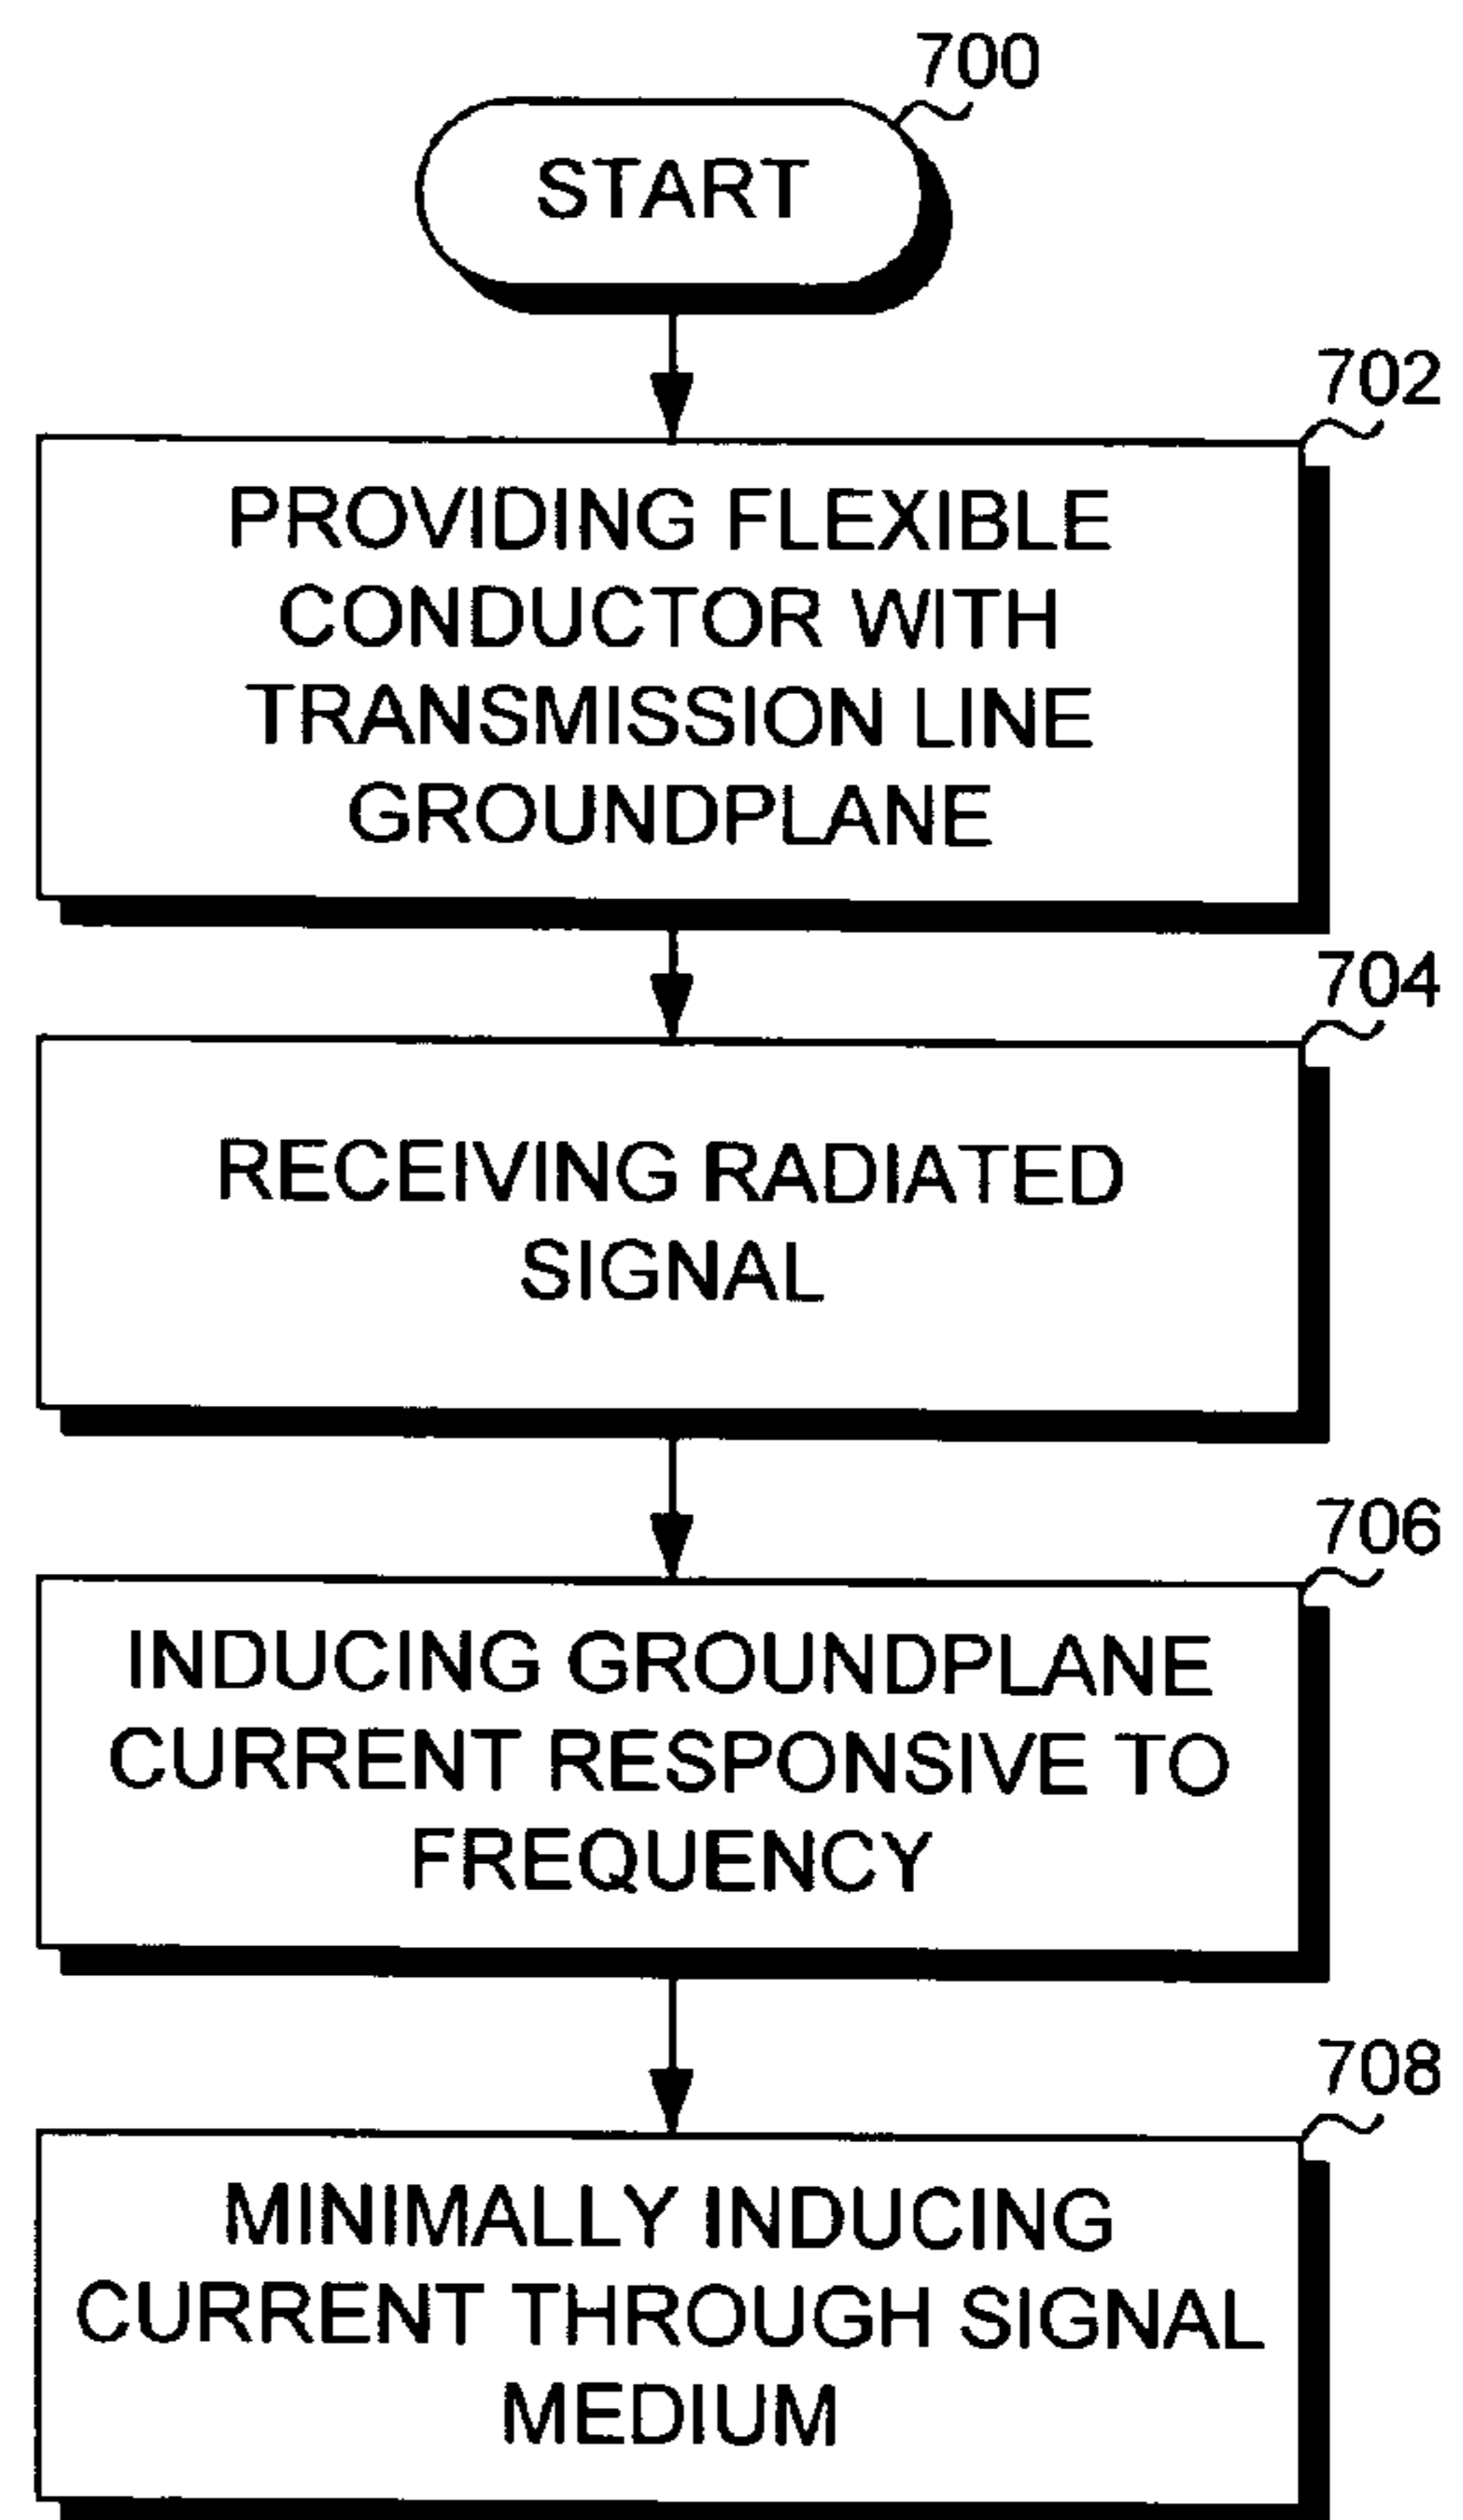 700
START
702
PROVIDING FLEXIBLE
CONDUCTOR WITH
TRANSMISSION LINE
GROUNDPLANE
704
RECEIVING RADIATED
SIGNAL
706
INDUCING GROUNDPLANE
CURRENT RESPONSIVE TO
FREQUENCY
708
MINIMALLY INDUCING
CURRENT THROUGH SIGNAL
MEDIUM